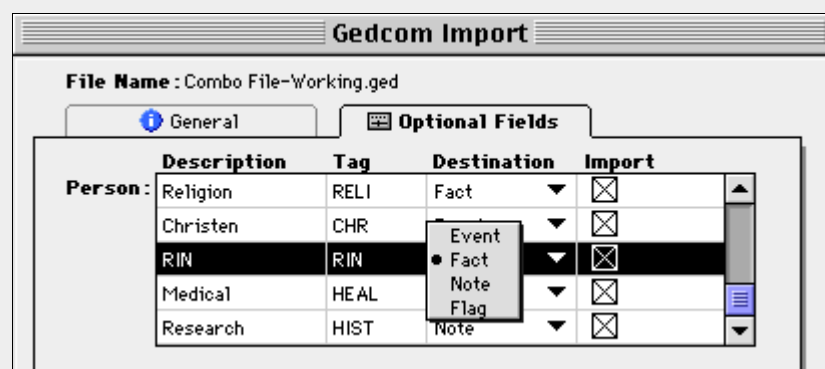 Gedcom Import
File Name : Combo File-Working.ged
General Optional Fields
Description Tag Destination Import
Person : Religion RELI Fact
Christen CHR
Event
RIN RIN Fact
Note
Medical HEAL
Flag
Research HIST Note